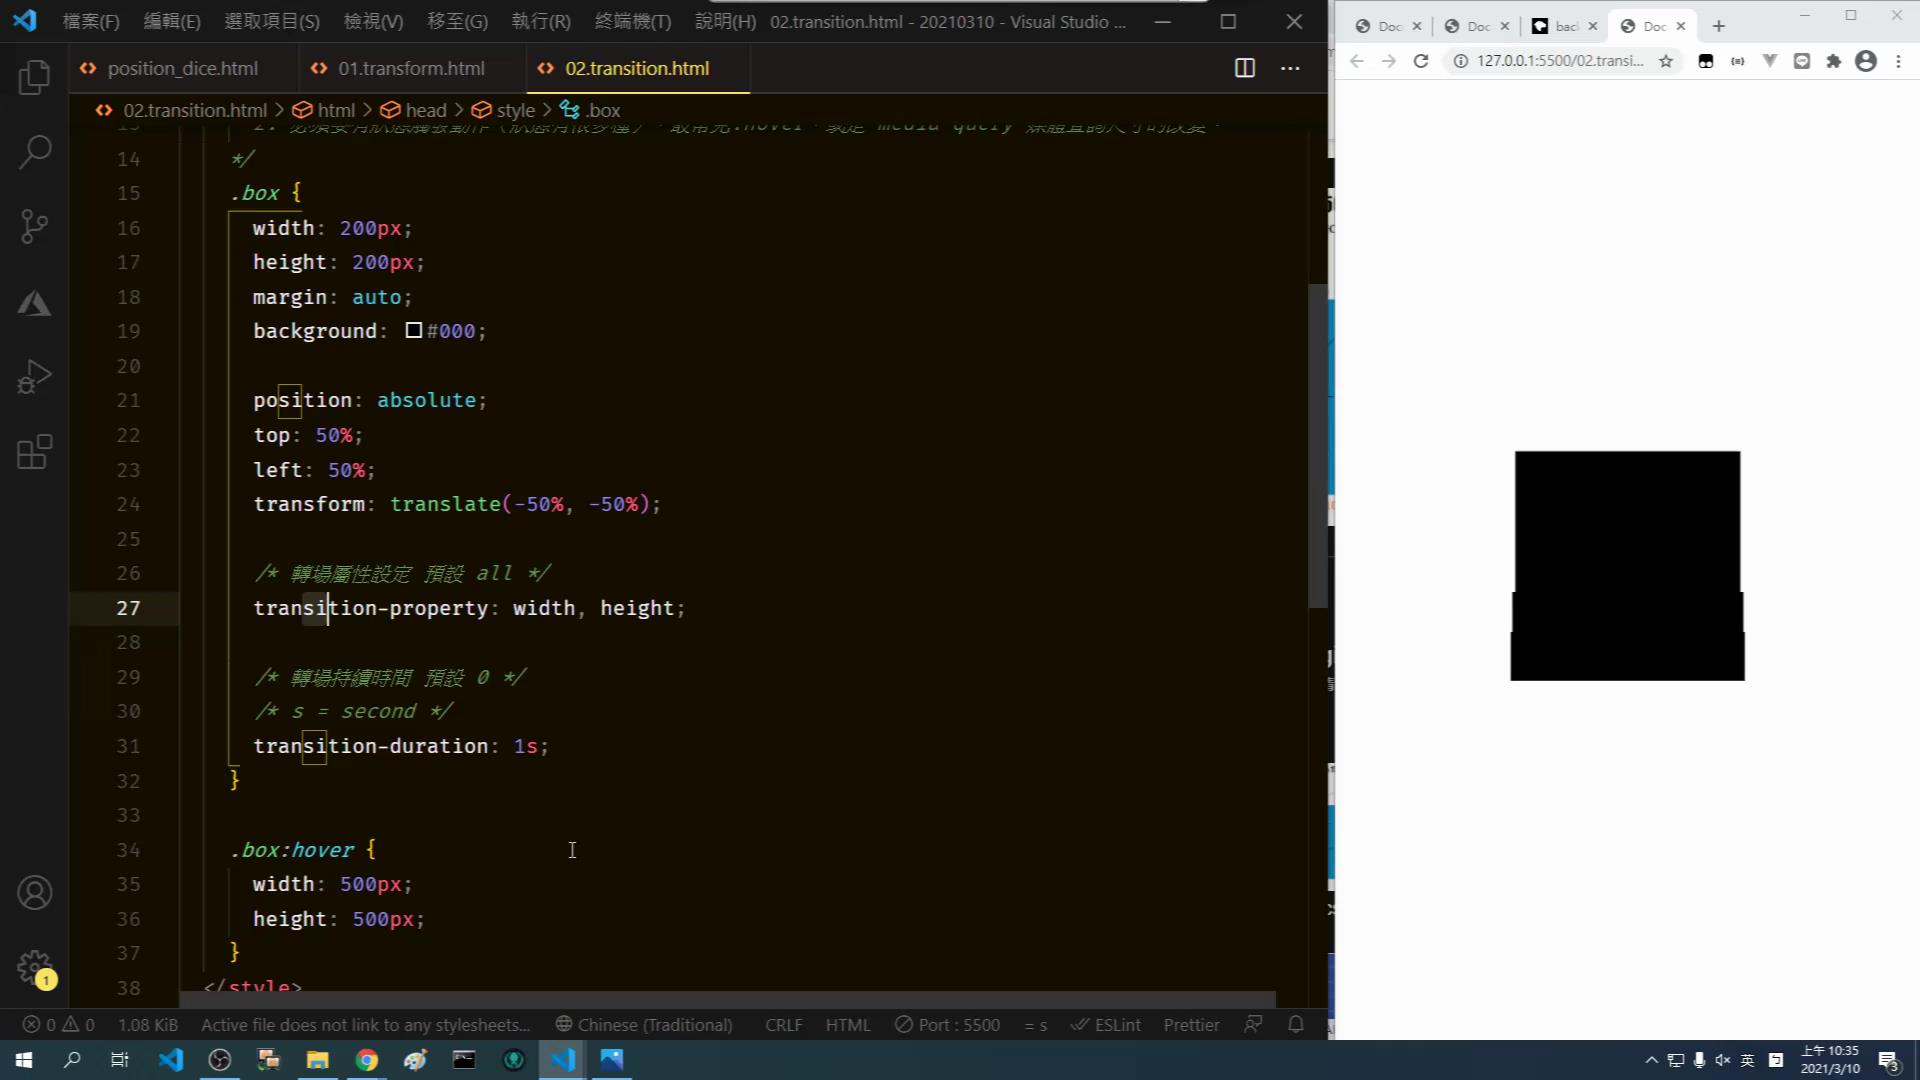 檔案(F) 編輯(E) 選取項目(S) 檢視(V) 移至(G) 執行(R) 終端機(T) 說明(H) 02.transition.html - 20210310 - Visual Studio ...
position_dice.html 01.transform.html 02.transition.html
02.transition.html > html > head > style > .box
14 */
15 .box {
16 width: 200px;
17 height: 200px;
18 margin: auto;
19 background: #000;
20
21 position: absolute;
22 top: 50%;
23 left: 50%;
24 transform: translate(-50%, -50%);
25
26 /* 轉場屬性設定 預設 all */
27 transition-property: width, height;
28
29 /* 轉場持續時間 預設 0 */
30 /* s = second */
31 transition-duration: 1s;
32 }
33
34 .box:hover {
35 width: 500px;
36 height: 500px;
37 }
38 </style>
1
0 0 1.08 KiB Active file does not link to any stylesheets... Chinese (Traditional) CRLF HTML Port : 5500 = s ESLint Prettier
Doc Doc bac Doc
127.0.0.1:5500/02.transi...
英
上午 10:35
2021/3/10
3